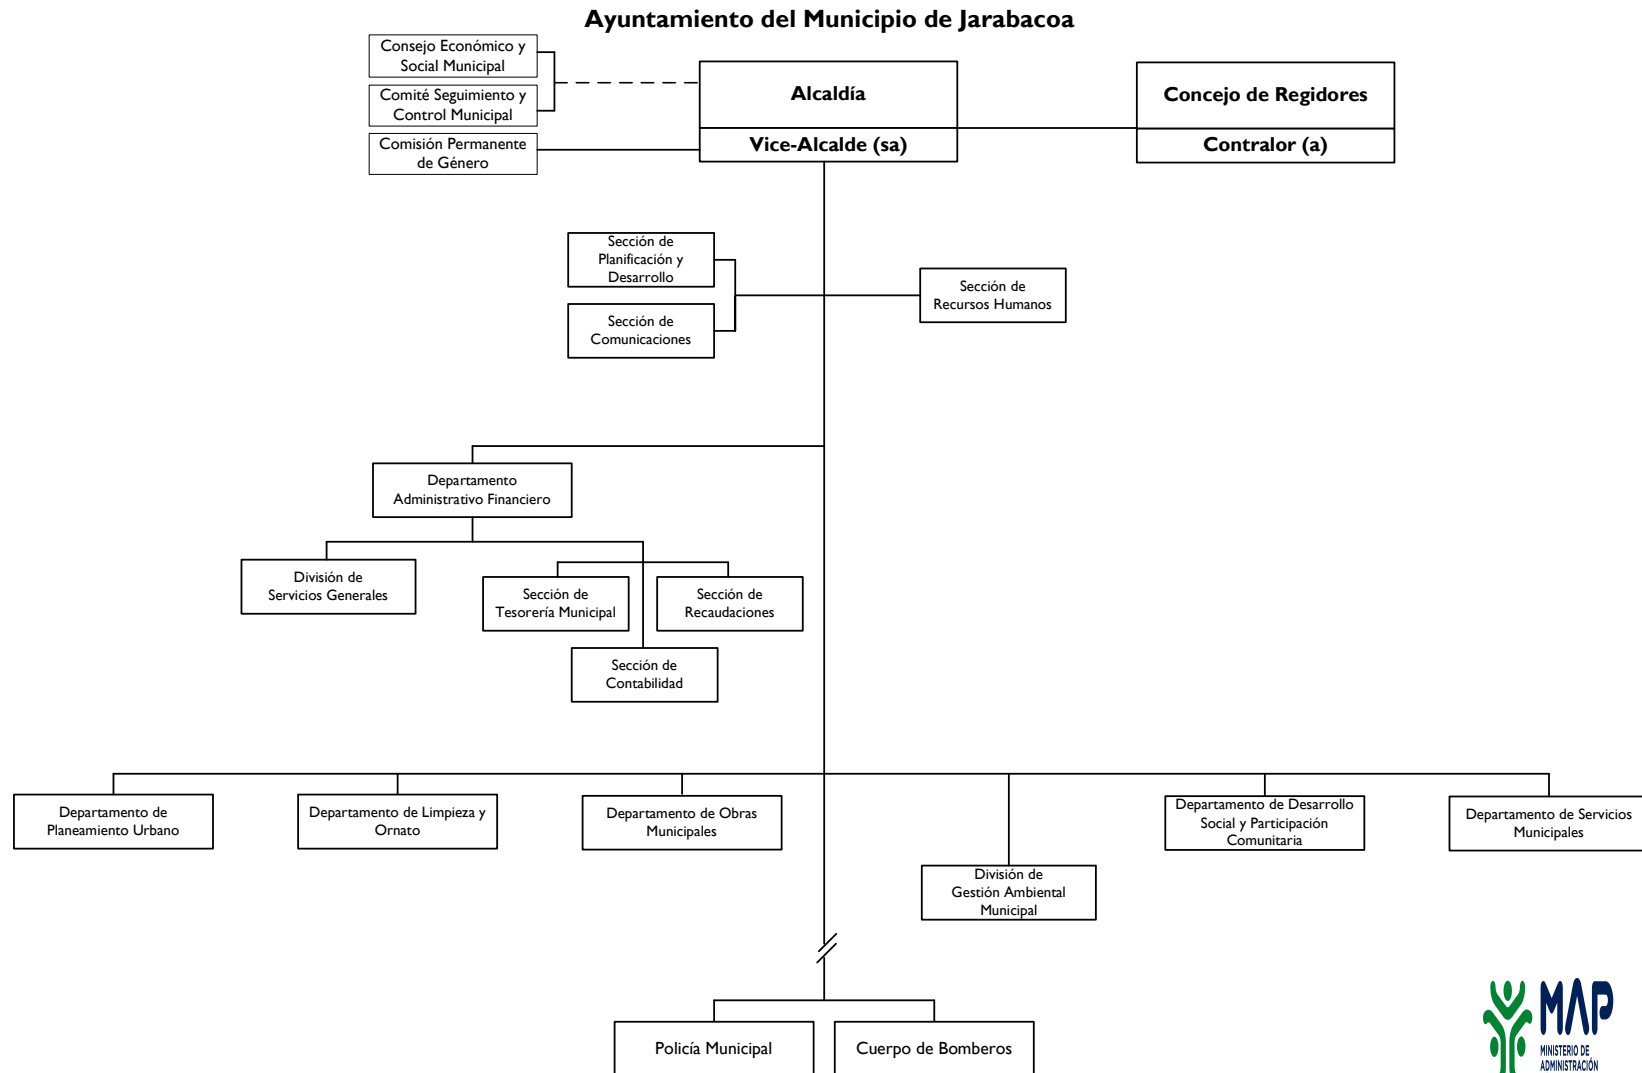 Ayuntamiento del Municipio de Jarabacoa
Consejo Económico y
Social Municipal
Comité Seguimiento y
Control Municipal
Comisión Permanente
de Género
Alcaldía
Vice-Alcalde (sa)
Concejo de Regidores
Contralor (a)
Sección de
Planificación y
Desarrollo
Sección de
Comunicaciones
Sección de
Recursos Humanos
Departamento
Administrativo Financiero
División de
Servicios Generales
Sección de
Tesorería Municipal
Sección de
Recaudaciones
Sección de
Contabilidad
Departamento de
Planeamiento Urbano
Departamento de Limpieza y
Ornato
Departamento de Obras
Municipales
División de
Gestión Ambiental
Municipal
Departamento de Desarrollo
Social y Participación
Comunitaria
Departamento de Servicios
Municipales
Policía Municipal
Cuerpo de Bomberos
MAP
MINISTERIO DE
ADMINISTRACIÓN